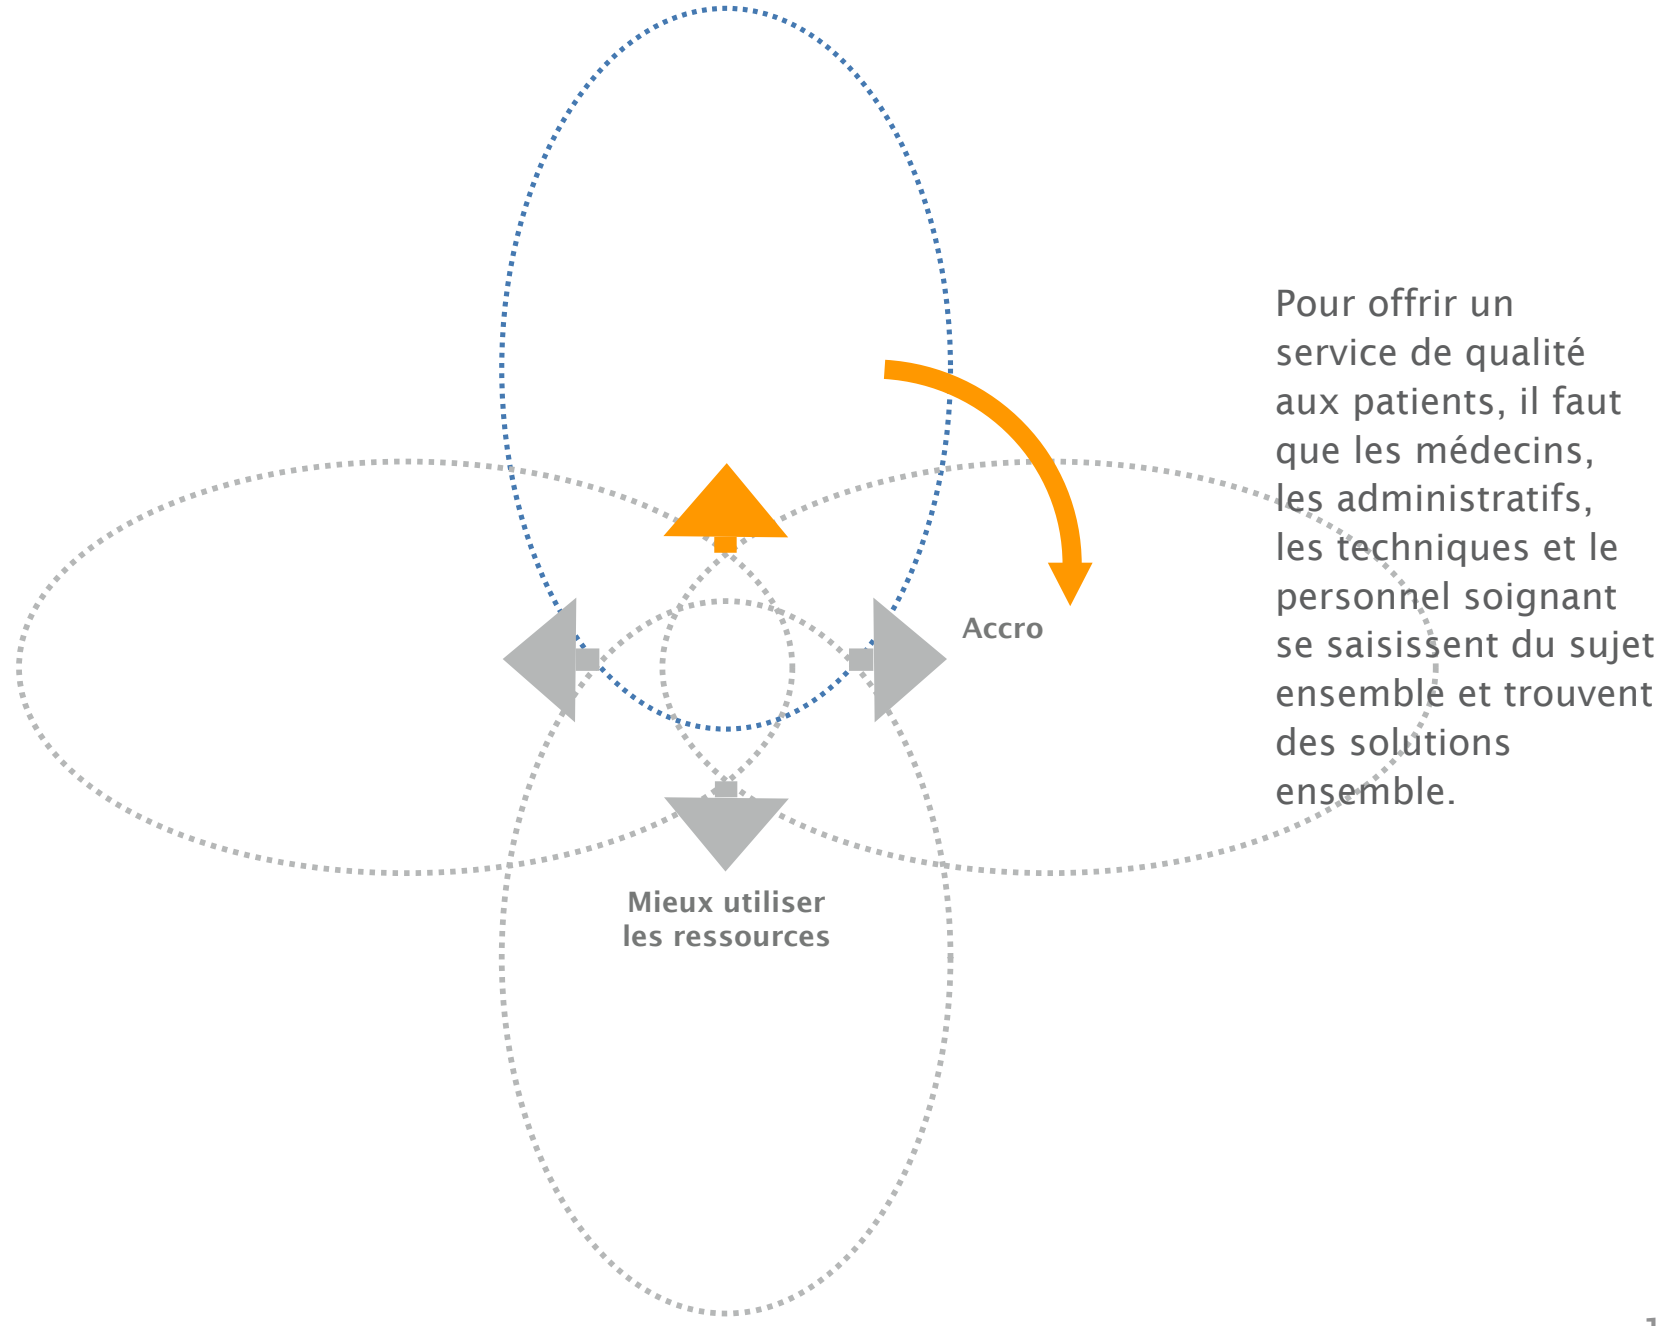 Pour offrir un
service de qualité
aux patients, il faut
que les médecins,
les administratifs,
les techniques et le
personnel soignant
se saisissent du sujet
ensemble et trouvent
des solutions
ensemble.
Accro
Mieux utiliser
les ressources